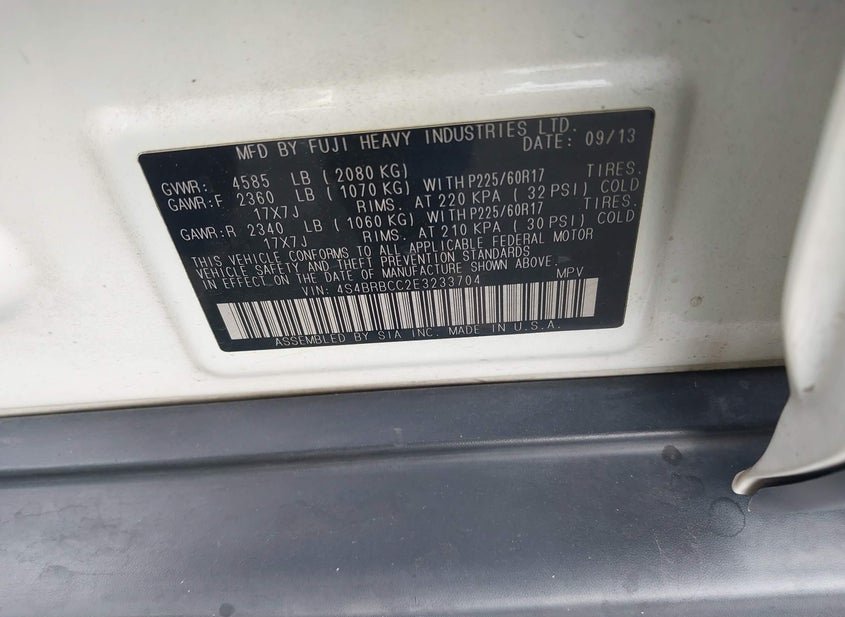 MFD BY FUJI HEAVY INDUSTRIES LTD.
DATE: 09/13
GVWR: 4585 LB ( 2080 KG)
GAWR:F 2360 LB ( 1070 KG) WITH P225/60R17 TIRES.
17X7J RIMS. AT 220 KPA ( 32 PSI) COLD
GAWR:R 2340 LB ( 1060 KG) WITH P225/60R17 TIRES.
17X7J RIMS. AT 210 KPA ( 30 PSI) COLD
THIS VEHICLE CONFORMS TO ALL APPLICABLE FEDERAL MOTOR
VEHICLE SAFETY AND THEFT PREVENTION STANDARDS
IN EFFECT ON THE DATE OF MANUFACTURE SHOWN ABOVE.
VIN: 4S4BRBCC2E3233704 MPV
ASSEMBLED BY SIA INC. MADE IN U.S.A.